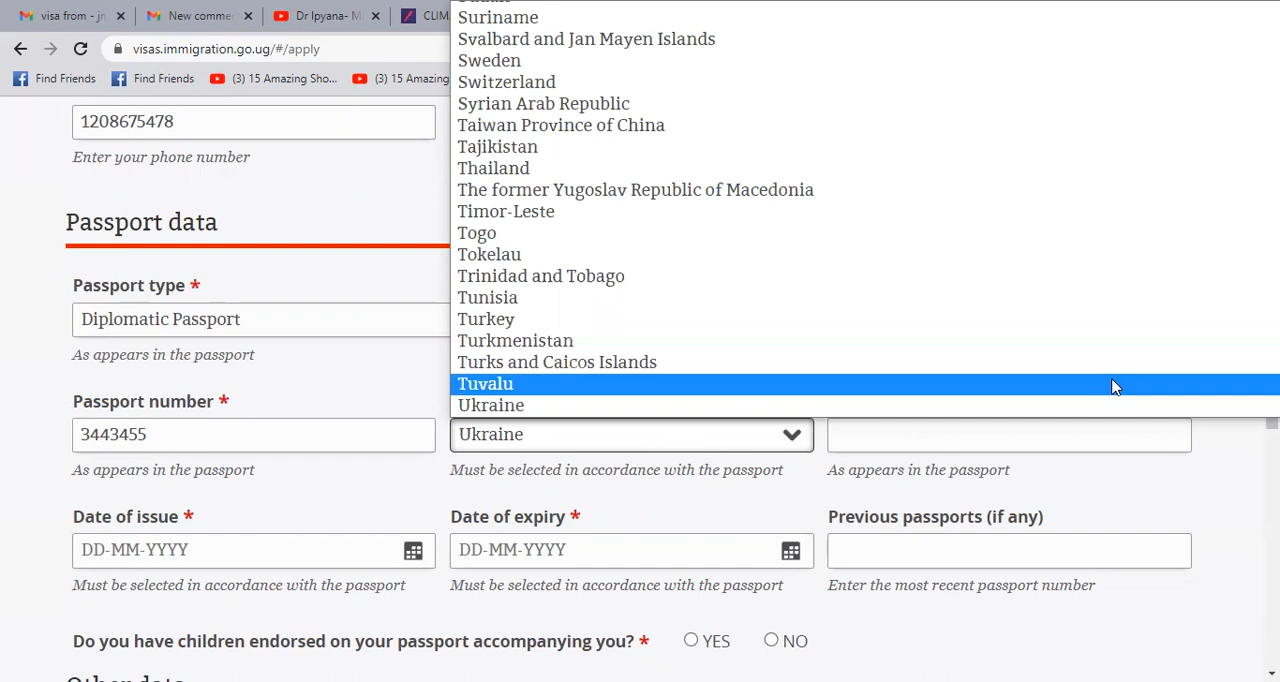 visa from - jn
New comme
Dr Ipyana- M
CLIM
visas.immigration.go.ug/#/apply
Find Friends
Find Friends
(3) 15 Amazing Sho...
(3) 15 Amazing
1208675478
Enter your phone number
Passport data
Passport type *
Diplomatic Passport
As appears in the passport
Passport number *
3443455
As appears in the passport
Suriname
Svalbard and Jan Mayen Islands
Sweden
Switzerland
Syrian Arab Republic
Taiwan Province of China
Tajikistan
Thailand
The former Yugoslav Republic of Macedonia
Timor-Leste
Togo
Tokelau
Trinidad and Tobago
Tunisia
Turkey
Turkmenistan
Turks and Caicos Islands
Tuvalu
Ukraine
Ukraine
Must be selected in accordance with the passport
As appears in the passport
Date of issue *
DD-MM-YYYY
Must be selected in accordance with the passport
Date of expiry *
DD-MM-YYYY
Must be selected in accordance with the passport
Previous passports (if any)
Enter the most recent passport number
Do you have children endorsed on your passport accompanying you? *
YES
NO